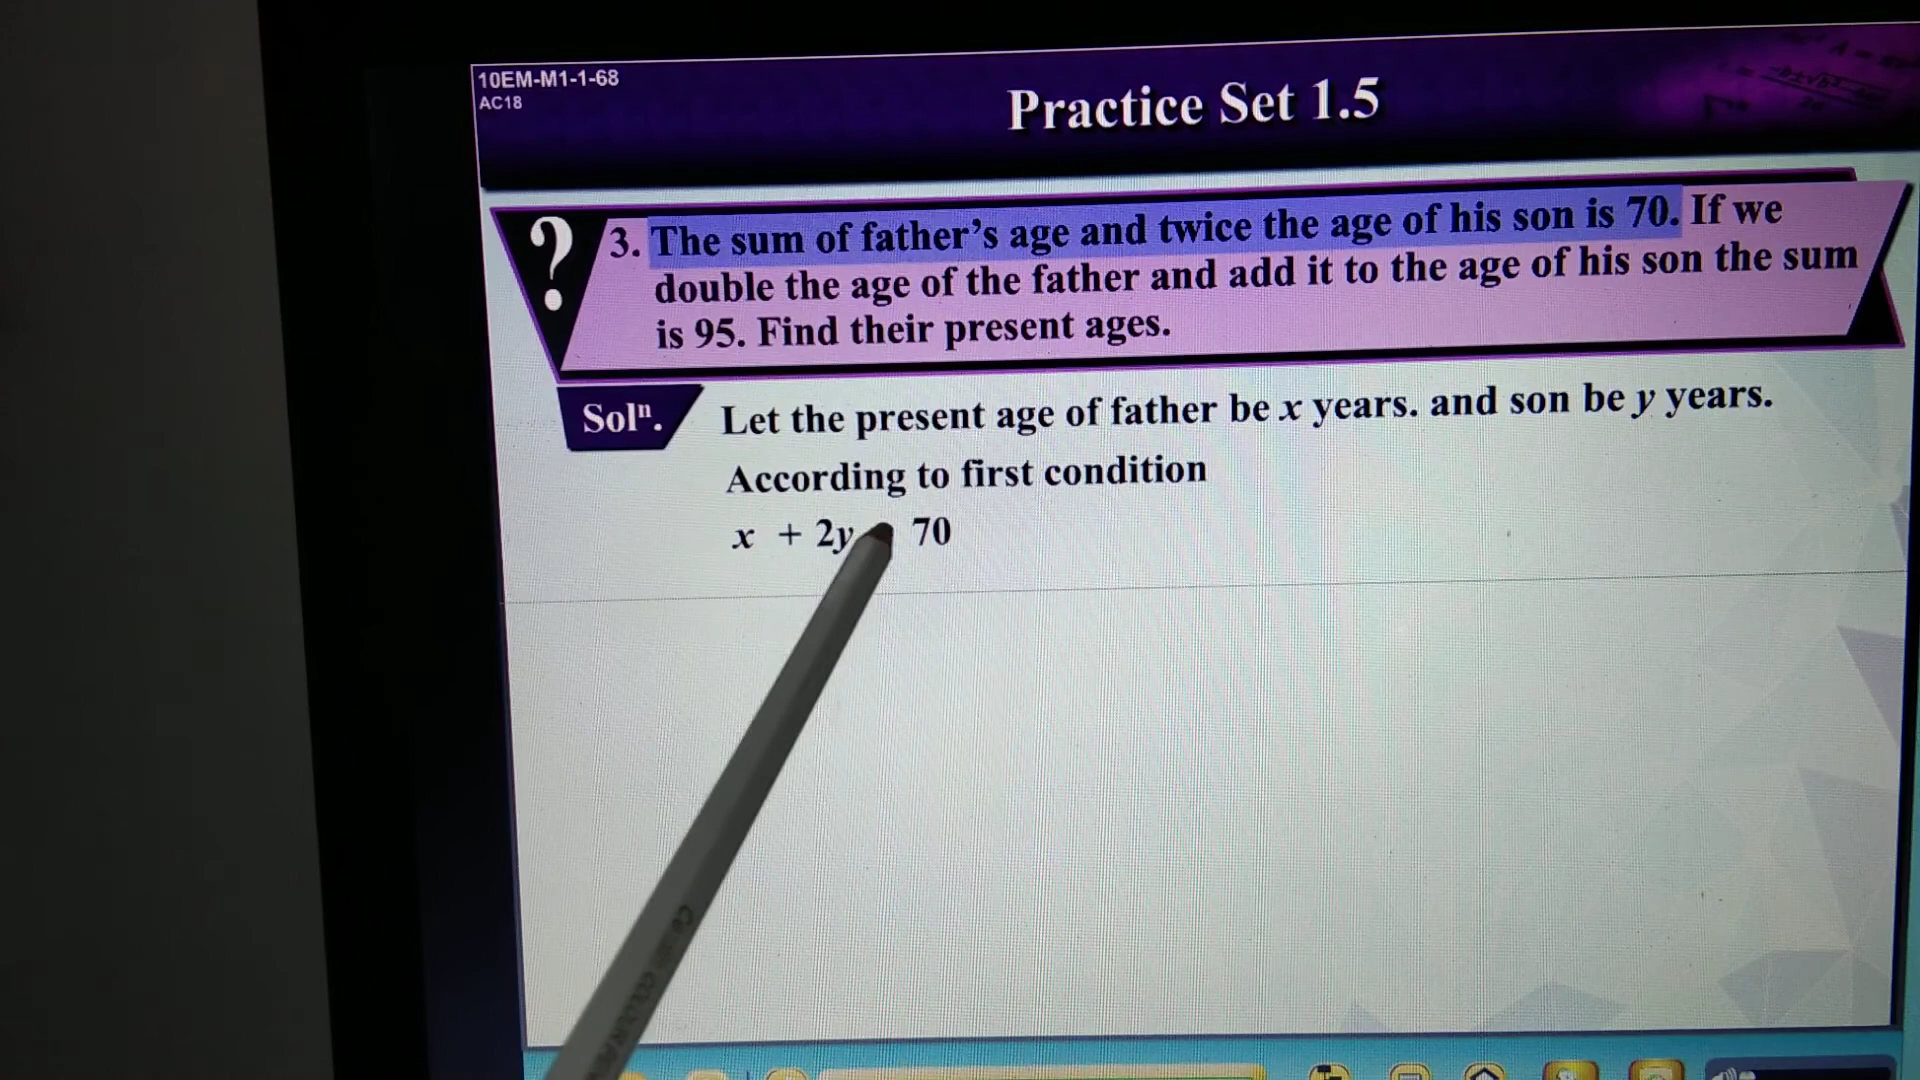 10EM-M1-1-68
AC18
Practice Set 1.5
?
3. The sum of father's age and twice the age of his son is 70. If we
double the age of the father and add it to the age of his son the sum
is 95. Find their present ages.
Solⁿ.
Let the present age of father be x years. and son be y years.
According to first condition
x + 2y 70